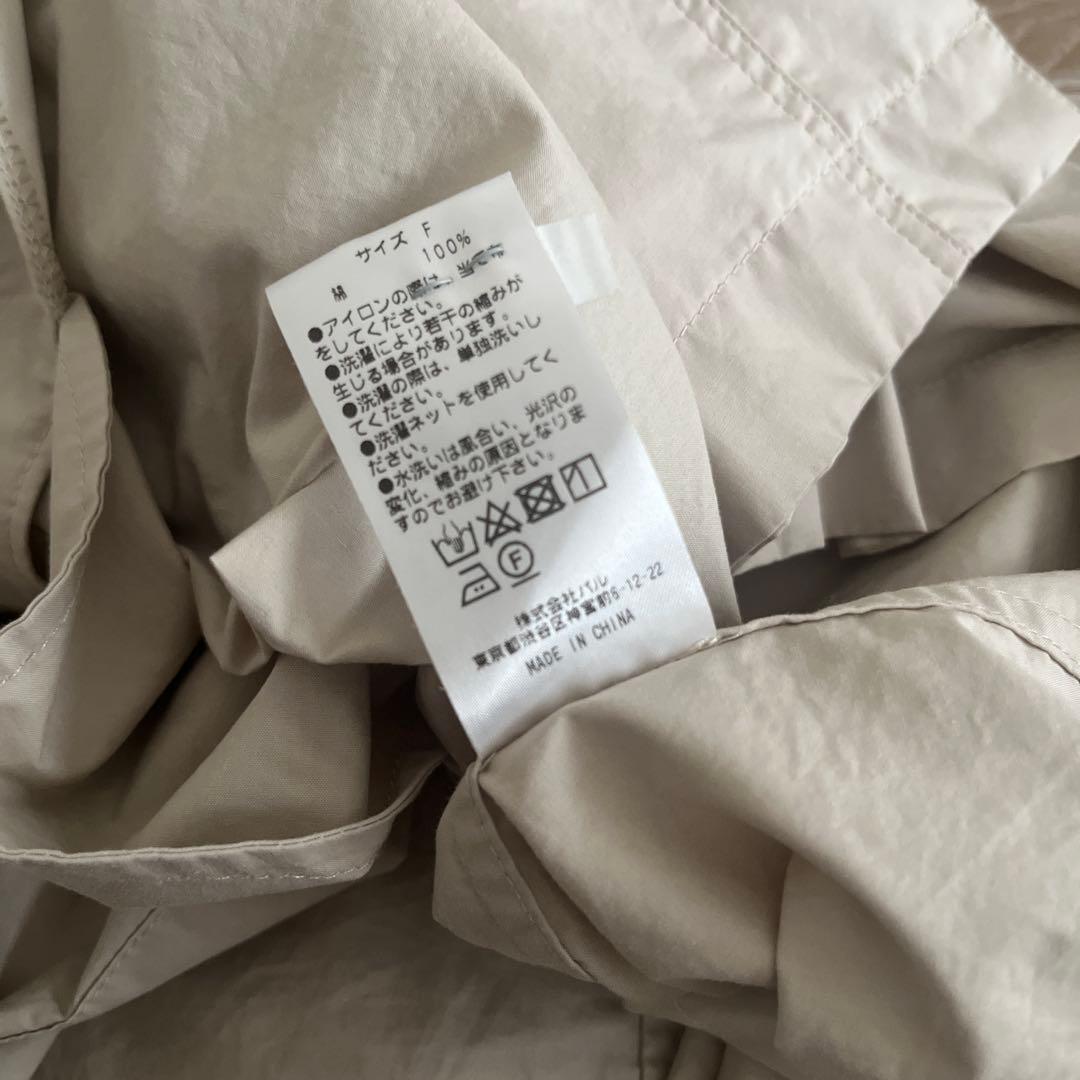 サイズ F
綿 100%
●アイロンの際は、当て布
をしてください。
●洗濯により若干の縮みが
生じる場合があります。
●洗濯の際は、単独洗いし
てください。
●洗濯ネットを使用してく
ださい。
●水洗いは風合い、光沢の
変化、縮みの原因となりま
すのでお避け下さい。
F
株式会社パル
東京都渋谷区神宮前6-12-22
MADE IN CHINA